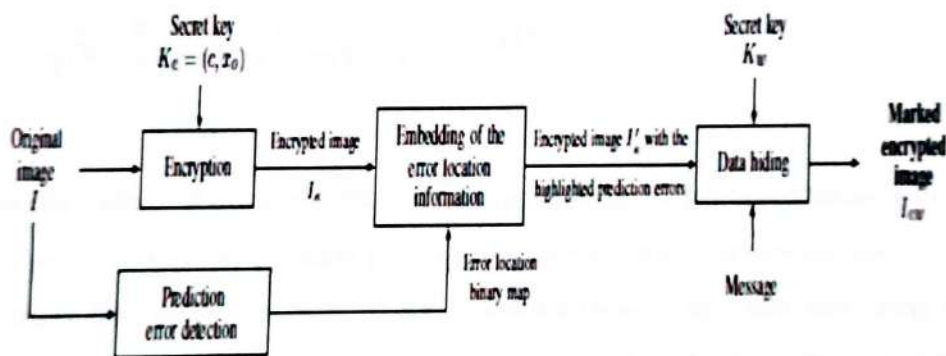 Secret key
K_e = (c, x_0)
Secret key
K_w
Original
image
I
Encryption
Encrypted image
I_e
Embedding of the
error location
information
Encrypted image I'_e with the
highlighted prediction errors
Data hiding
Marked
encrypted
image
I_ew
Prediction
error detection
Error location
binary map
Message